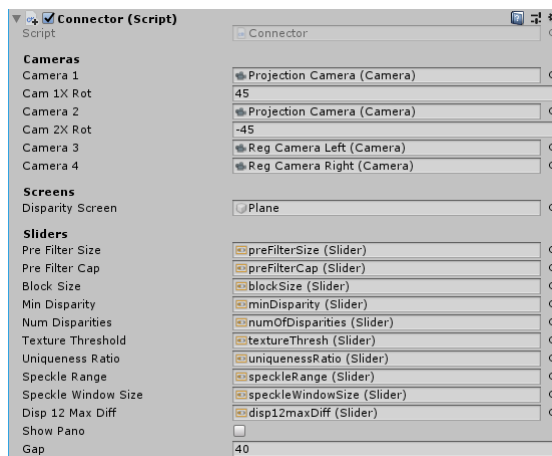 Connector (Script)
Script Connector
Cameras
Camera 1 Projection Camera (Camera)
Cam 1X Rot 45
Camera 2 Projection Camera (Camera)
Cam 2X Rot -45
Camera 3 Reg Camera Left (Camera)
Camera 4 Reg Camera Right (Camera)
Screens
Disparity Screen Plane
Sliders
Pre Filter Size preFilterSize (Slider)
Pre Filter Cap preFilterCap (Slider)
Block Size blockSize (Slider)
Min Disparity minDisparity (Slider)
Num Disparities numOfDisparities (Slider)
Texture Threshold textureThresh (Slider)
Uniqueness Ratio uniquenessRatio (Slider)
Speckle Range speckleRange (Slider)
Speckle Window Size speckleWindowSize (Slider)
Disp 12 Max Diff disp12maxDiff (Slider)
Show Pano
Gap 40